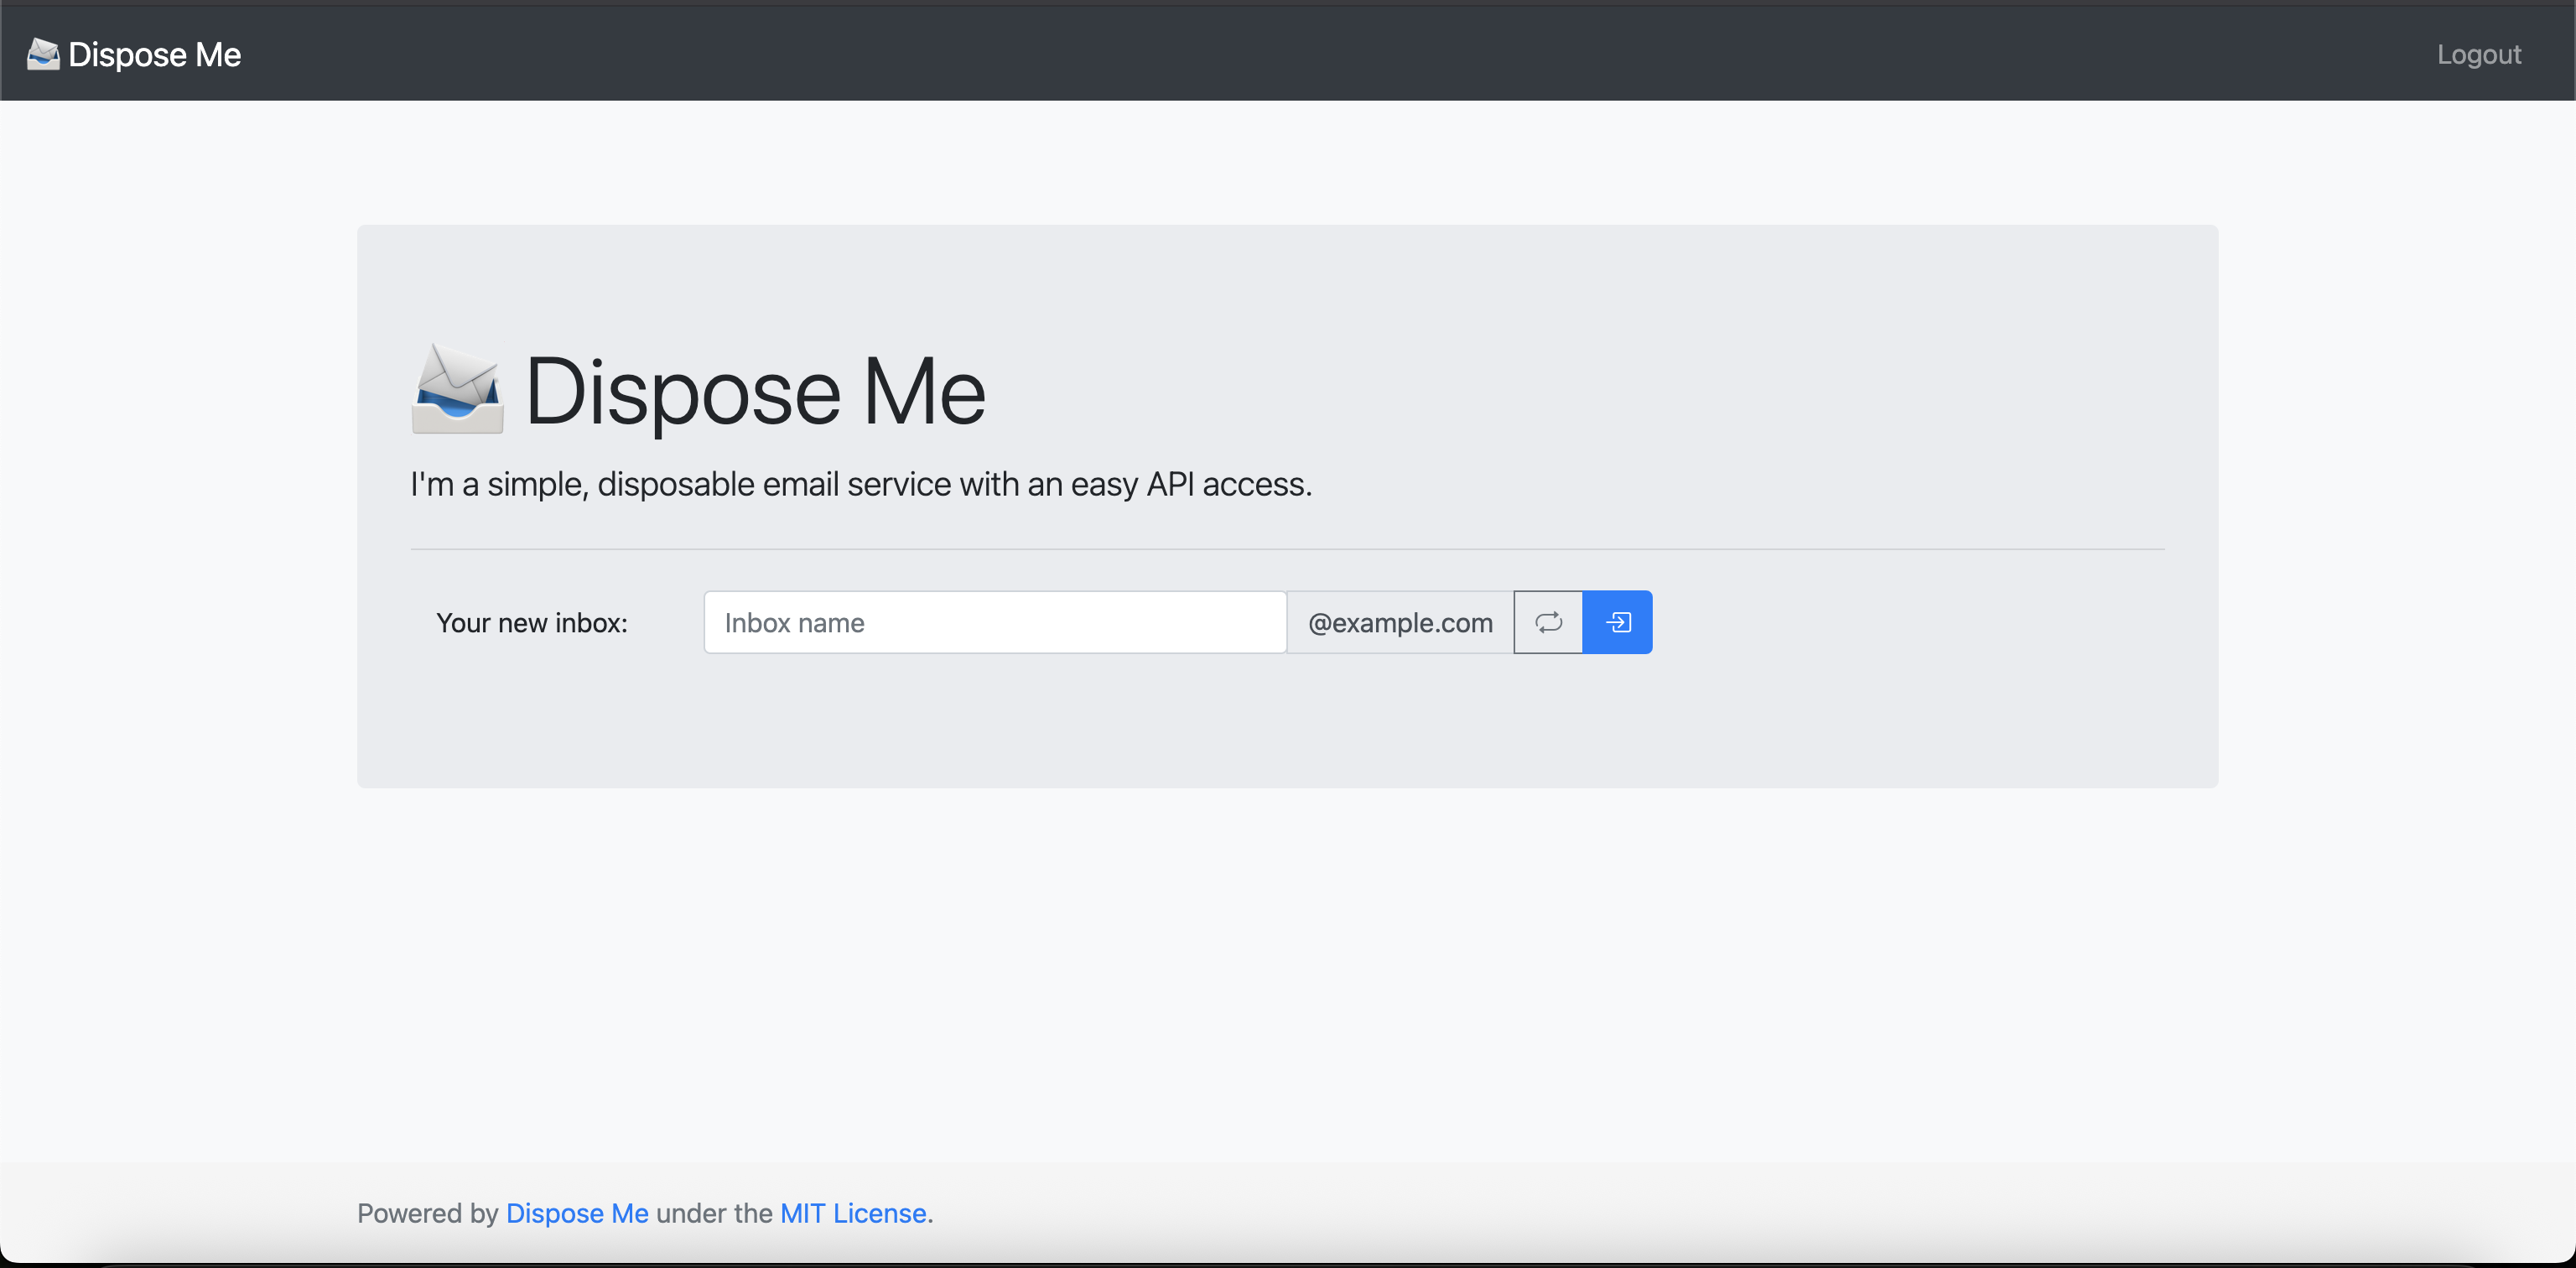 Dispose Me
Logout
Dispose Me
I'm a simple, disposable email service with an easy API access.
Your new inbox:
Inbox name
@example.com
Powered by Dispose Me under the MIT License.